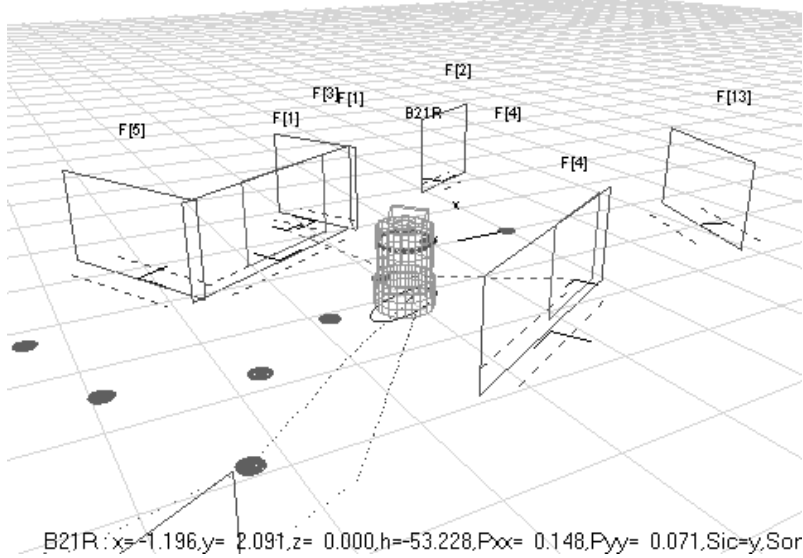 F[2]
F[3] F[1] F[13]
F[1] B21R F[4]
F[5]
F[4]
x
B21R : x= -1.196,y= 2.091,z= 0.000,h=-53.228,Pxx= 0.148,Pyy= 0.071,Sic=y,Sor